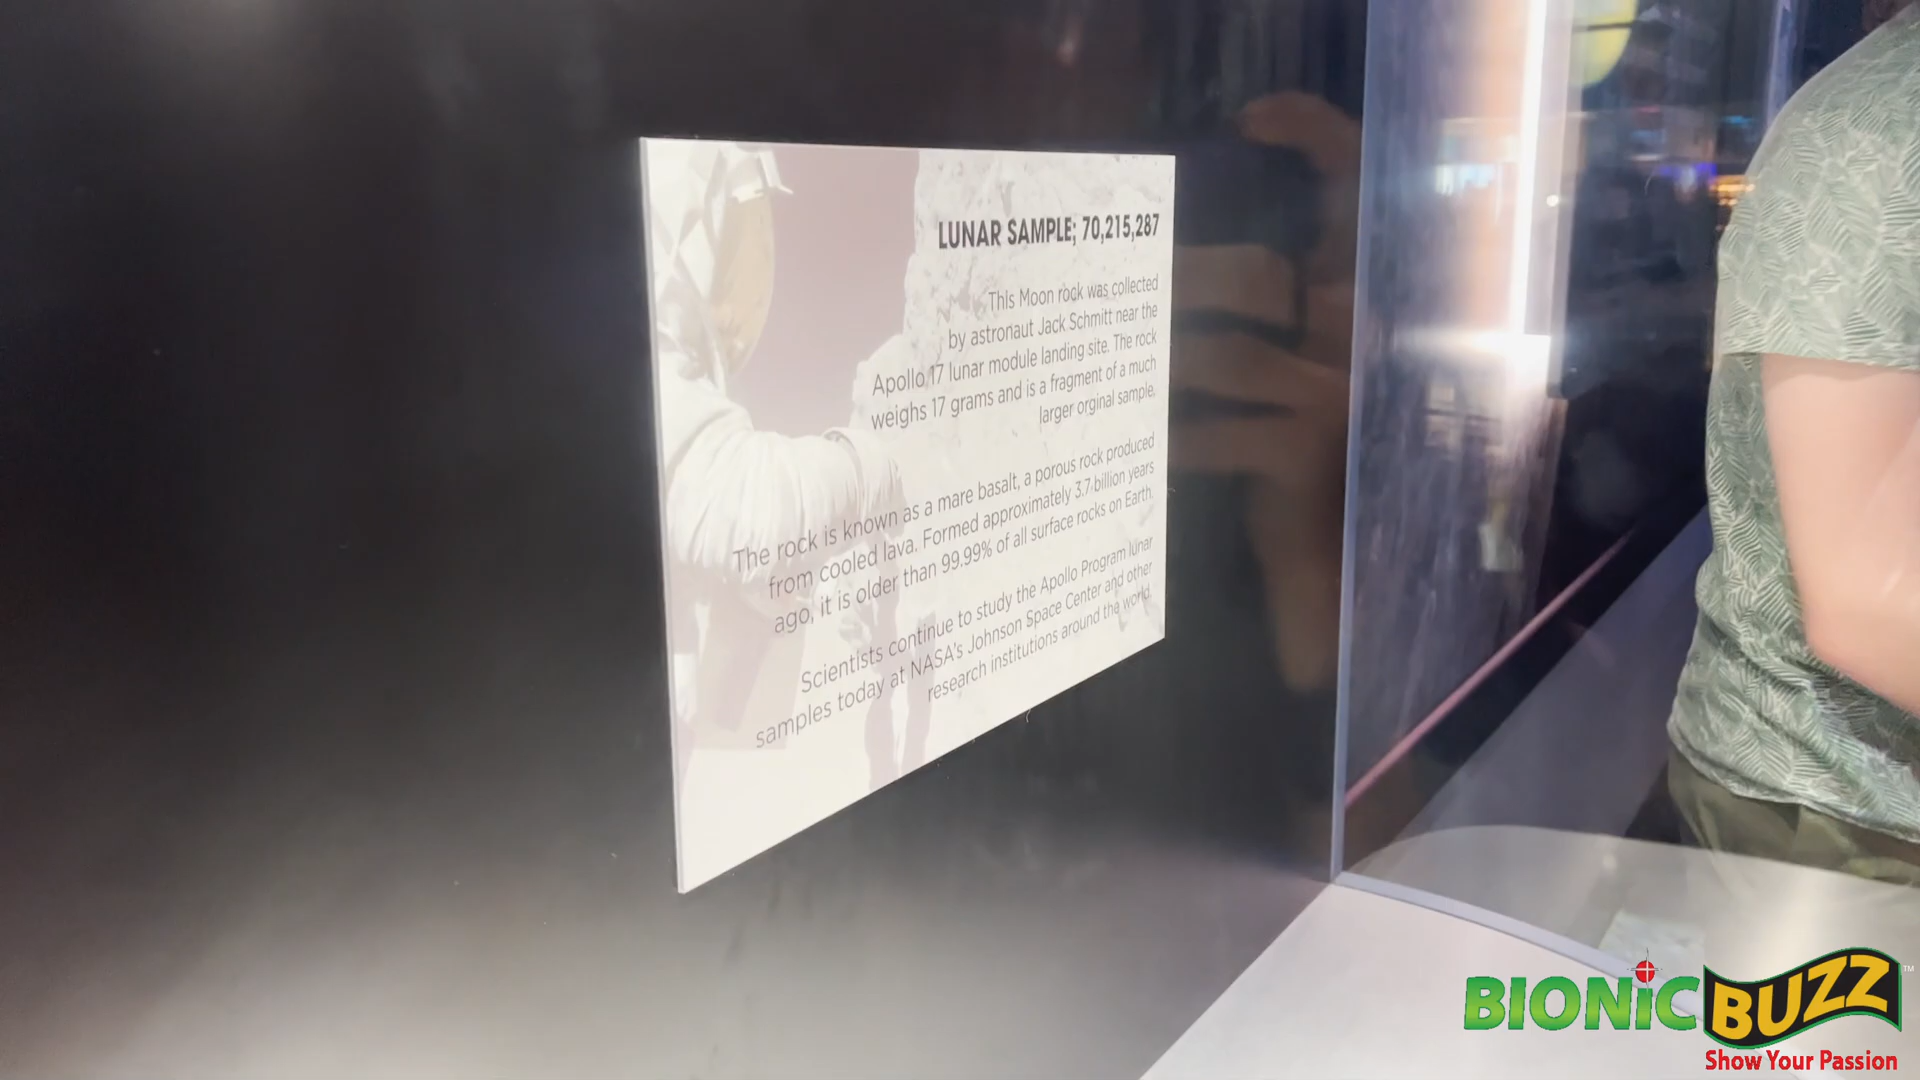 LUNAR SAMPLE; 70,215,287
This Moon rock was collected
by astronaut Jack Schmitt near the
Apollo 17 lunar module landing site. The rock
weighs 17 grams and is a fragment of a much
larger orginal sample.
The rock is known as a mare basalt, a porous rock produced
from cooled lava. Formed approximately 3.7 billion years
ago, it is older than 99.99% of all surface rocks on Earth.
Scientists continue to study the Apollo Program lunar
samples today at NASA's Johnson Space Center and other
research institutions around the world.
BIONiC BUZZ™
Show Your Passion